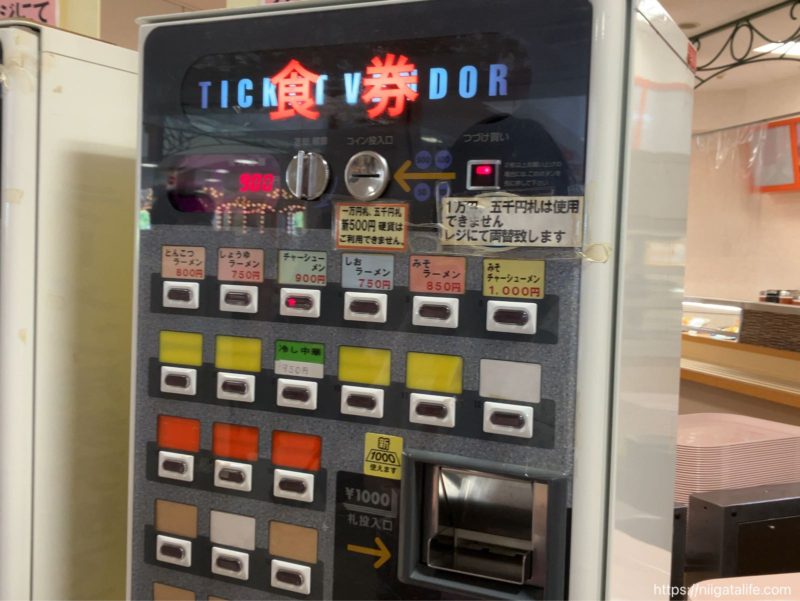 ジにて
TICKET VENDOR
食券
コイン投入口
つづけ買い
900
一万円札、五千円札
新500円硬貨は
ご利用できません。
1万円 五千円札は使用
できません
レジにて両替致します
とんこつ
ラーメン
800円
しょうゆ
ラーメン
750円
チャーシュー
メン
900円
しお
ラーメン
750円
みそ
ラーメン
850円
みそ
チャーシューメン
1.000円
冷し中華
新
1000
使えます
¥1000
札投入口
https://niigatalife.com